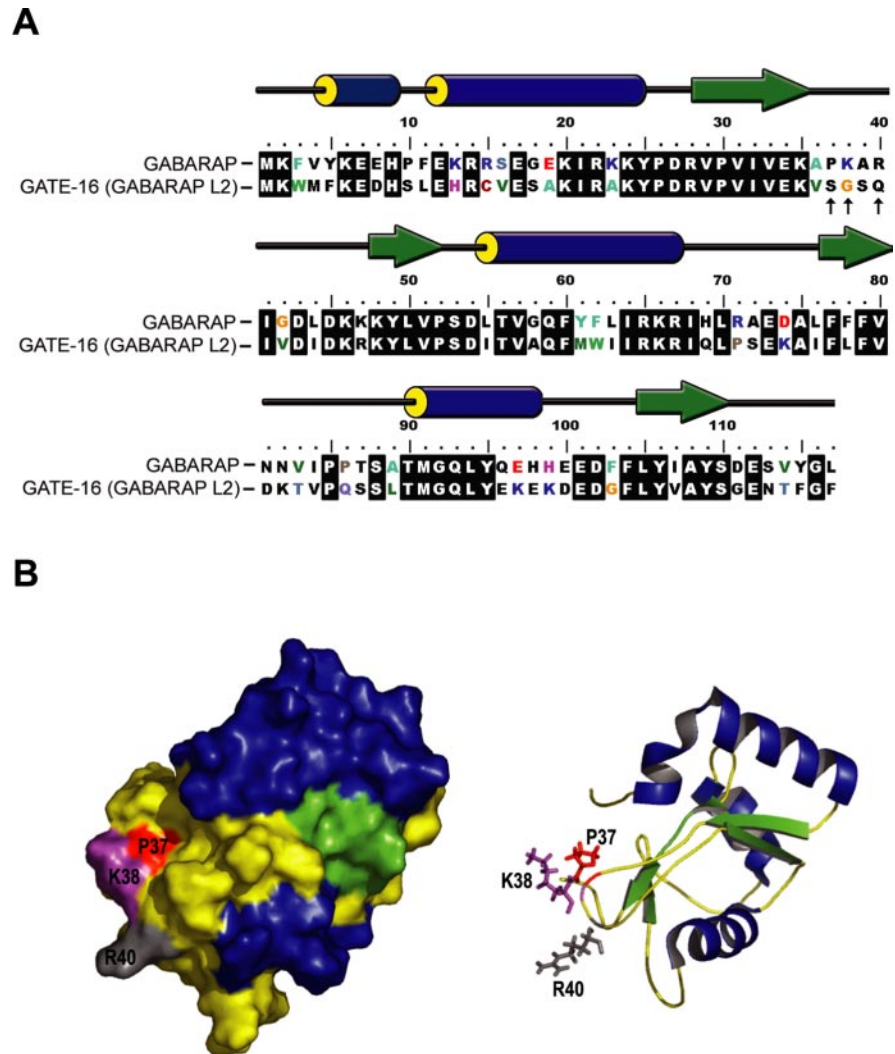 A
10 20 30 40
GABARAP – MKFVYKEEHPFEKRRSEGEKIRKKYPDRVPVIVEKAPKAR
GATE-16 (GABARAP L2) – MKWMFKEDHSLEHRCVESAKIRAKYPDRVPVIVEKVSGSQ
50 60 70 80
GABARAP – IGDLDKKKYLVPSDLTVGQFYFLIRKRIHLRAEDALFFFV
GATE-16 (GABARAP L2) – IVDIDKRKYLVPSDITVAQFMWIIRKRIQLPSEKAIFLFV
90 100 110
GABARAP – NNVIPPTSATMGQLYQEHHEEDFFLYIAYSDESVYGL
GATE-16 (GABARAP L2) – DKTVPQSSLTMGQLYEKEKDEDGFLYVAYSGENTFGF
B
P37
K38
R40
P37
K38
R40